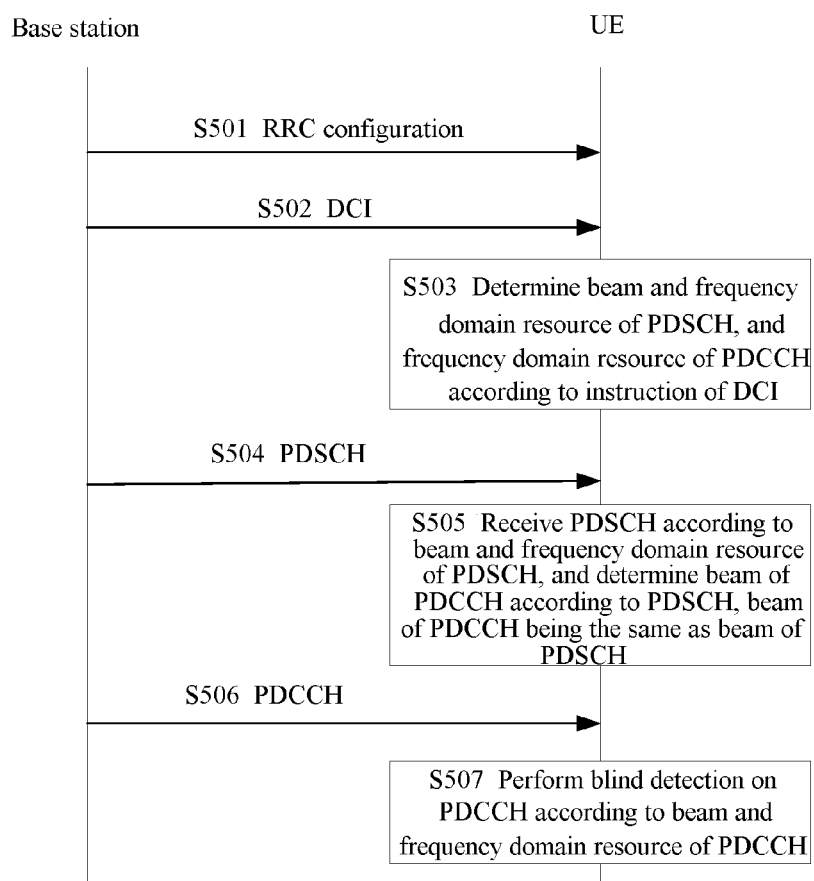 Base station
UE
S501 RRC configuration
S502 DCI
S503 Determine beam and frequency
domain resource of PDSCH, and
frequency domain resource of PDCCH
according to instruction of DCI
S504 PDSCH
S505 Receive PDSCH according to
beam and frequency domain resource
of PDSCH, and determine beam of
PDCCH according to PDSCH, beam
of PDCCH being the same as beam of
PDSCH
S506 PDCCH
S507 Perform blind detection on
PDCCH according to beam and
frequency domain resource of PDCCH